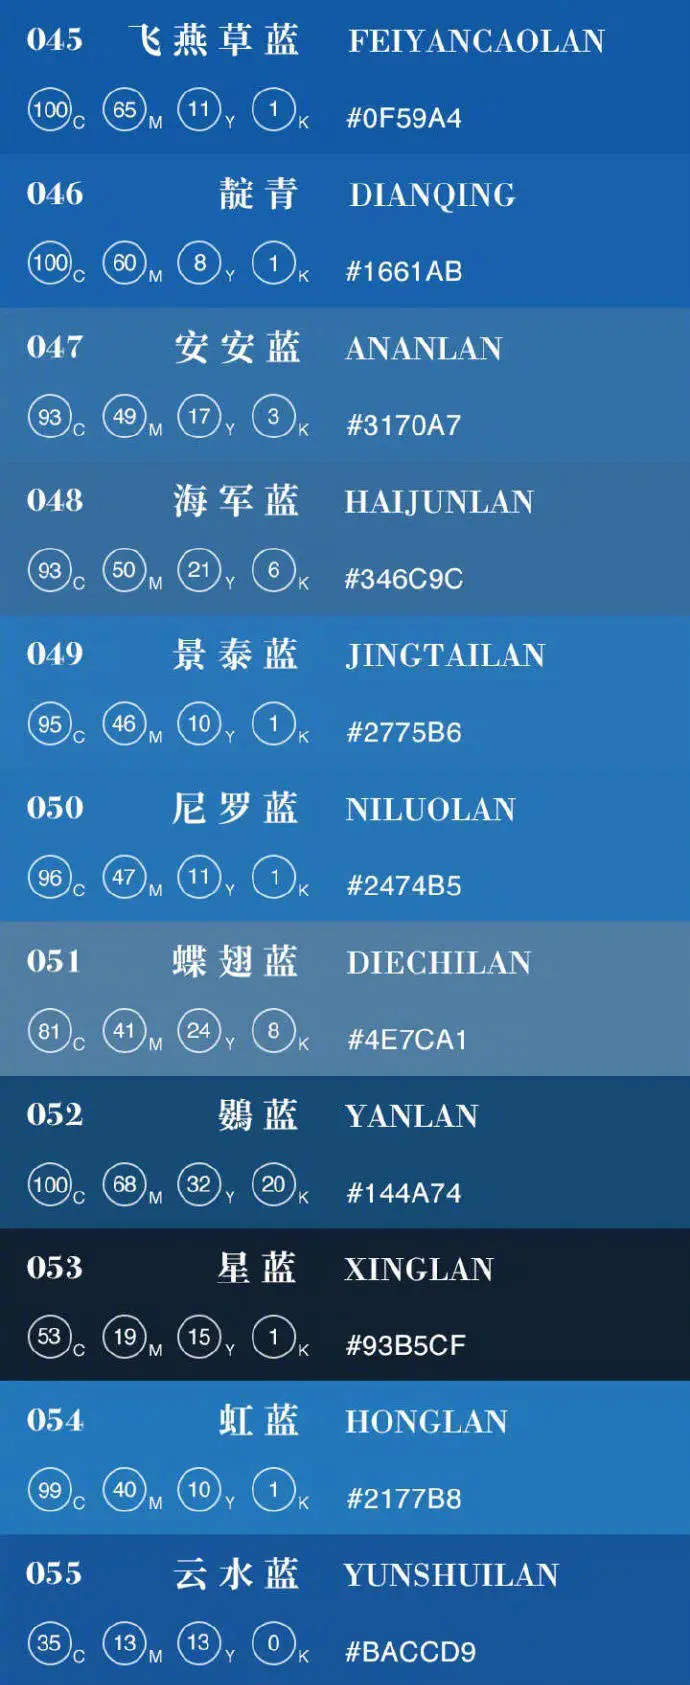 045 飞燕草蓝 FEIYANCAOLAN
100 C 65 M 11 Y 1 K #0F59A4
046 靛青 DIANQING
100 C 60 M 8 Y 1 K #1661AB
047 安安蓝 ANANLAN
93 C 49 M 17 Y 3 K #3170A7
048 海军蓝 HAIJUNLAN
93 C 50 M 21 Y 6 K #346C9C
049 景泰蓝 JINGTAILAN
95 C 46 M 10 Y 1 K #2775B6
050 尼罗蓝 NILUOLAN
96 C 47 M 11 Y 1 K #2474B5
051 蝶翅蓝 DIECHILAN
81 C 41 M 24 Y 8 K #4E7CA1
052 鷃蓝 YANLAN
100 C 68 M 32 Y 20 K #144A74
053 星蓝 XINGLAN
53 C 19 M 15 Y 1 K #93B5CF
054 虹蓝 HONGLAN
99 C 40 M 10 Y 1 K #2177B8
055 云水蓝 YUNSHUILAN
35 C 13 M 13 Y 0 K #BACCD9